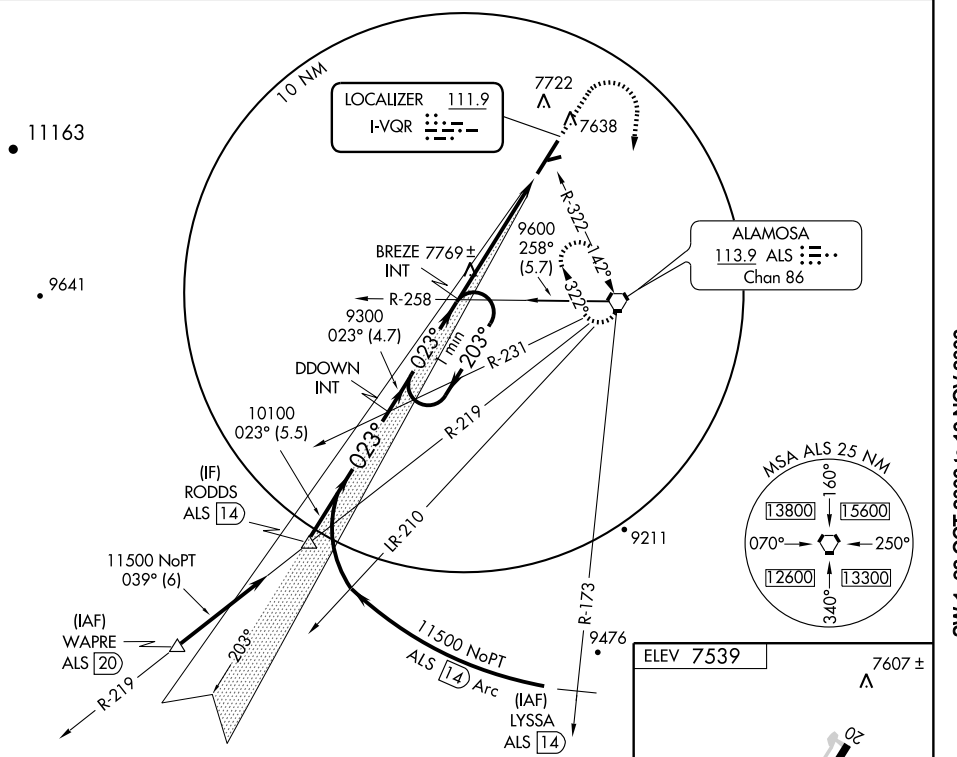 10 NM
LOCALIZER 111.9
I-VQR
7722
7638
11163
9641
BREZE 7769 ±
INT
9600
258°
(5.7)
R-322
142°
322°
ALAMOSA
113.9 ALS
Chan 86
R-258
9300
023° (4.7)
023°
1 min
203°
R-231
DDOWN
INT
R-219
10100
023° (5.5)
023°
(IF)
RODDS
ALS 14
LR-210
9211
11500 NoPT
039° (6)
(IAF)
WAPRE
ALS 20
203°
R-219
11500 NoPT
ALS 14 Arc
R-173
9476
(IAF)
LYSSA
ALS 14
MSA ALS 25 NM
160°
13800
15600
070°
250°
12600
13300
340°
ELEV 7539
7607 ±
20